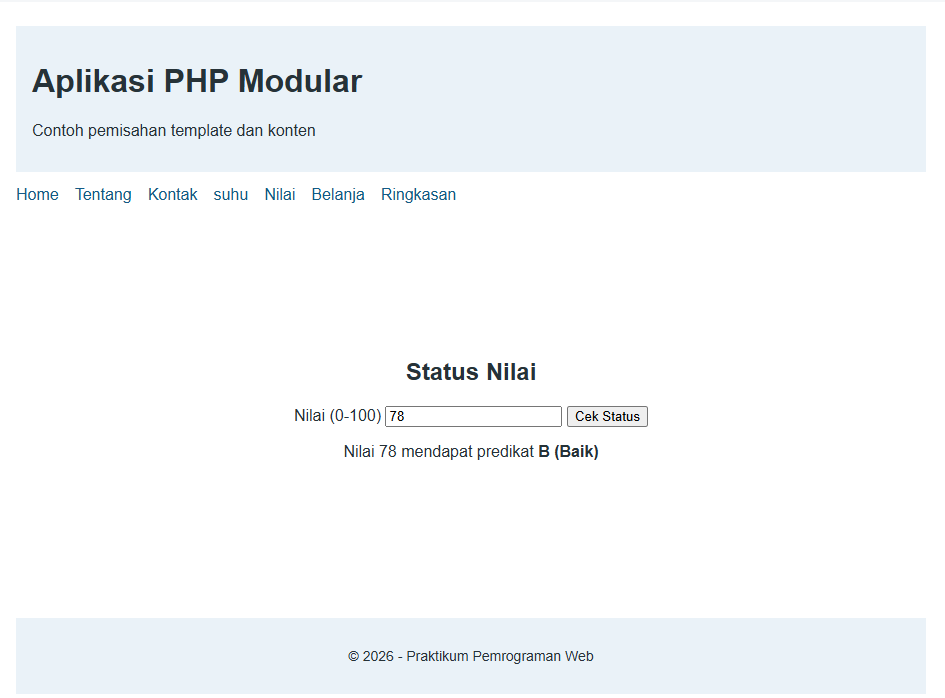 Aplikasi PHP Modular
Contoh pemisahan template dan konten
Home Tentang Kontak suhu Nilai Belanja Ringkasan
Status Nilai
Nilai (0-100) 78 Cek Status
Nilai 78 mendapat predikat B (Baik)
© 2026 - Praktikum Pemrograman Web